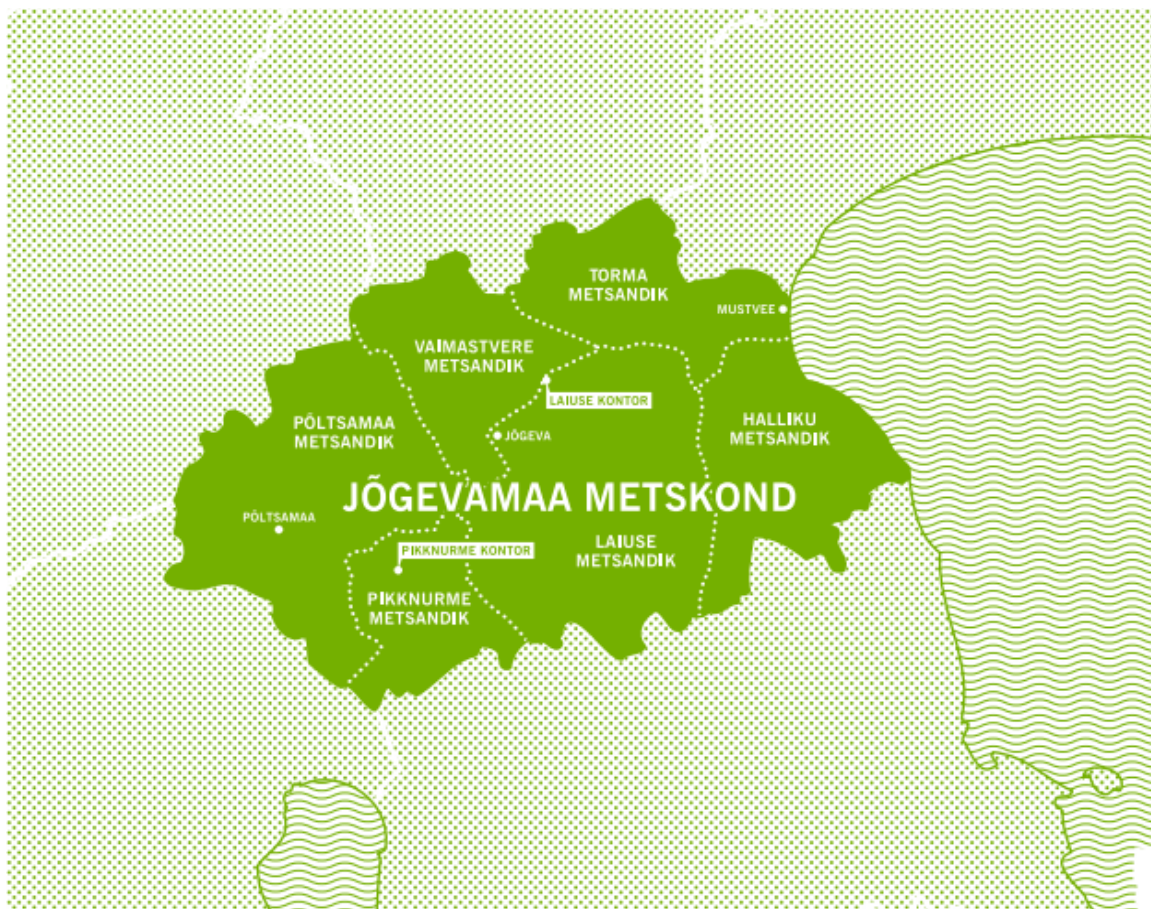 TORMA
METSANDIK
MUSTVEE
VAIMASTVERE
METSANDIK
LAIUSE KONTOR
PÕLTSAMAA
METSANDIK
HALLIKU
METSANDIK
JÕGEVA
JÕGEVAMAA METSKOND
PÕLTSAMAA
LAIUSE
METSANDIK
PIKKNURME KONTOR
PIKKNURME
METSANDIK